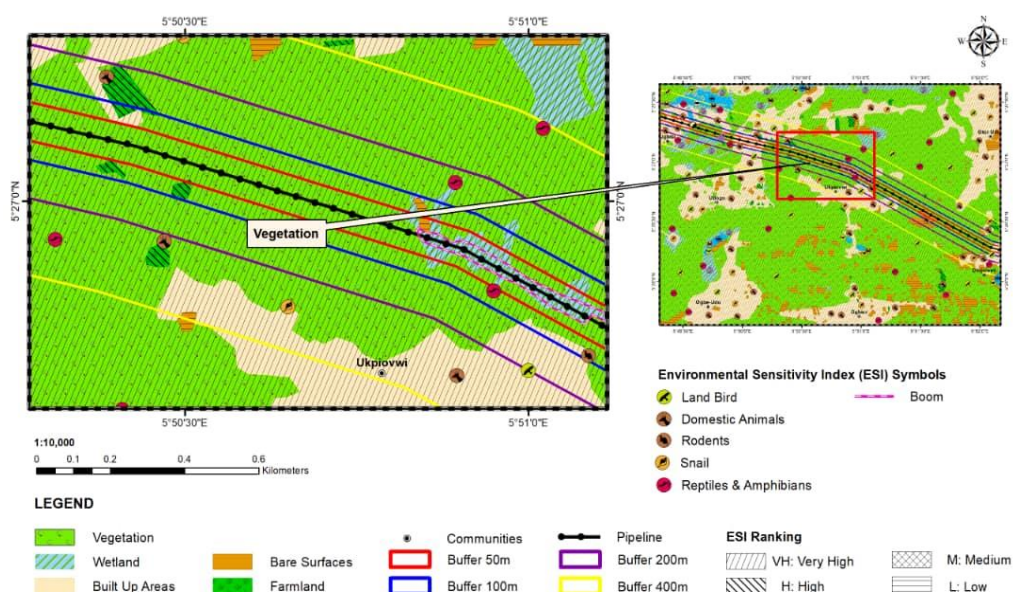 5°50'30"E 5°51'0"E
N
W E
S
5°27'0"N 5°27'0"N
Vegetation
Ukpiovwi
Ukpiovwi
5°50'30"E 5°51'0"E
Environmental Sensitivity Index (ESI) Symbols
Land Bird Boom
Domestic Animals
Rodents
Snail
Reptiles & Amphibians
1:10,000
0 0.1 0.2 0.4 0.6
Kilometers
LEGEND
Vegetation Communities Pipeline ESI Ranking
Wetland Bare Surfaces Buffer 50m Buffer 200m VH: Very High M: Medium
Built Up Areas Farmland Buffer 100m Buffer 400m H: High L: Low